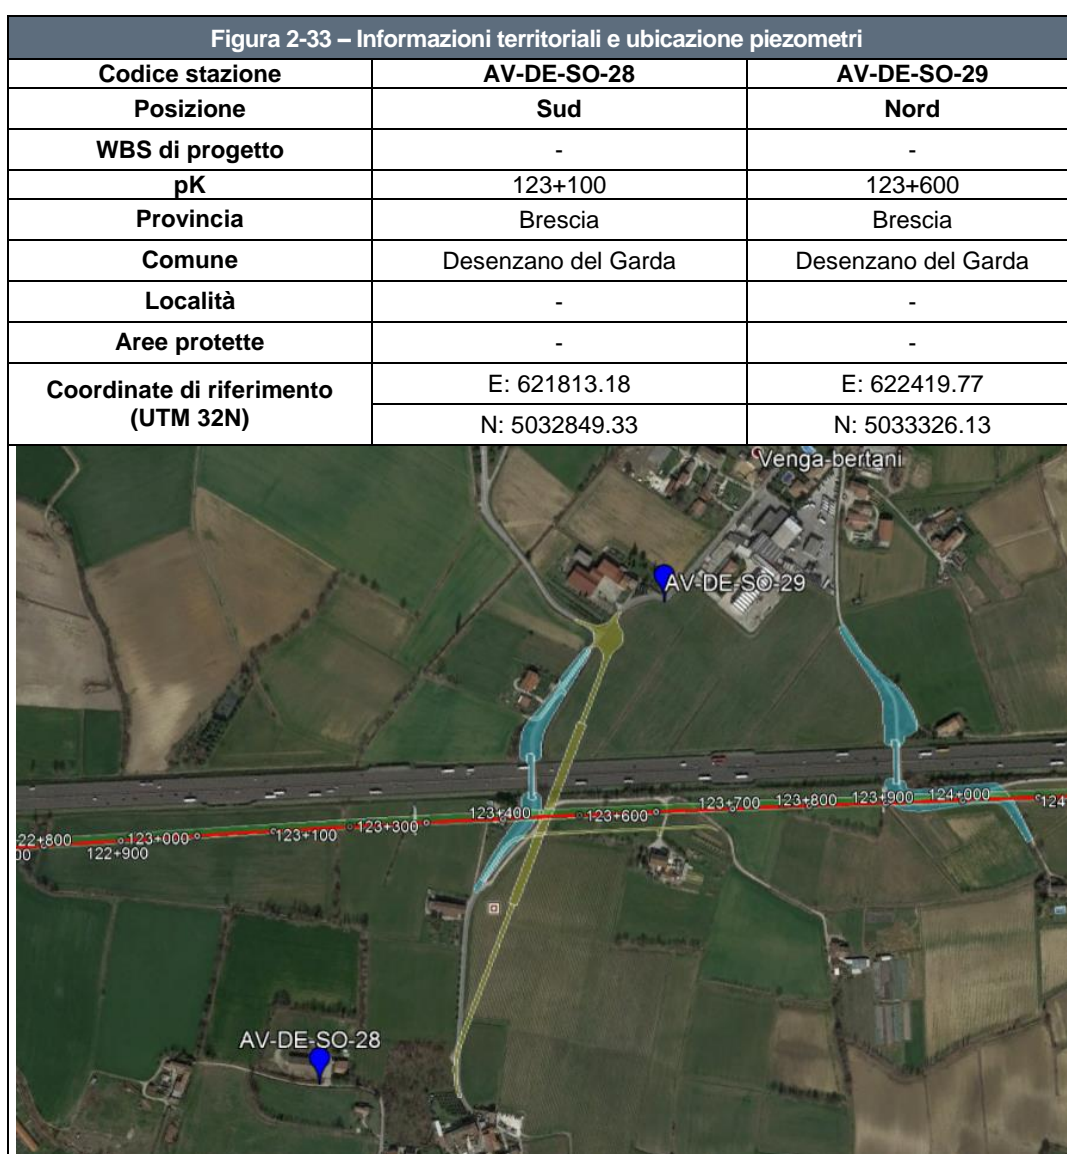 Figura 2-33 – Informazioni territoriali e ubicazione piezometri
Codice stazione AV-DE-SO-28 AV-DE-SO-29
Posizione Sud Nord
WBS di progetto - -
pK 123+100 123+600
Provincia Brescia Brescia
Comune Desenzano del Garda Desenzano del Garda
Località - -
Aree protette - -
Coordinate di riferimento (UTM 32N) E: 621813.18 E: 622419.77
N: 5032849.33 N: 5033326.13
Venga-bertani
AV-DE-SO-29
22+800
122+900
123+000
123+100
123+300
123+400
123+600
123+700
123+800
123+900
124+000
AV-DE-SO-28